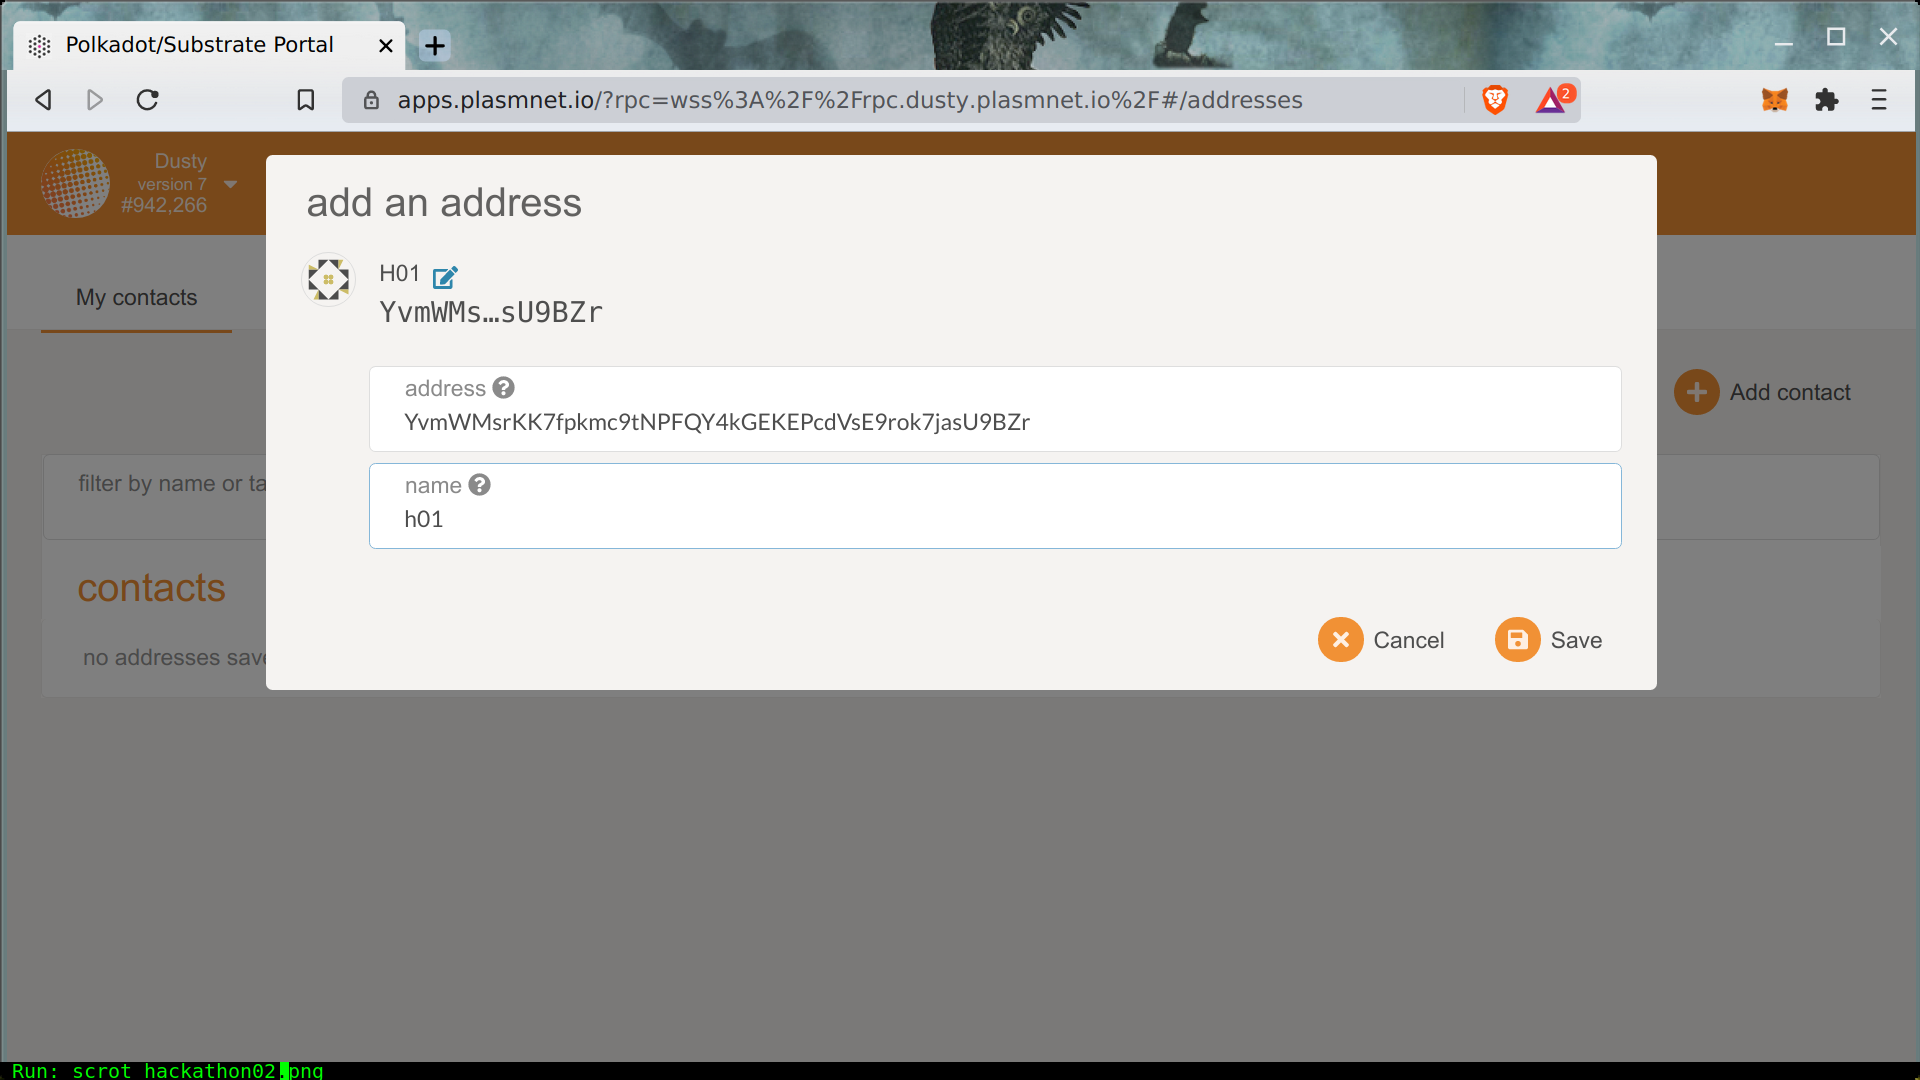 Polkadot/Substrate Portal
apps.plasmnet.io/?rpc=wss%3A%2F%2Frpc.dusty.plasmnet.io%2F#/addresses
2
Dusty
version 7
#942,266
add an address
H01
YvmWMs…sU9BZr
My contacts
address
YvmWMsrKK7fpkmc9tNPFQY4kGEKEPcdVsE9rok7jasU9BZr
Add contact
filter by name or ta
name
h01
contacts
no addresses save
Cancel
Save
Run: scrot hackathon02.png